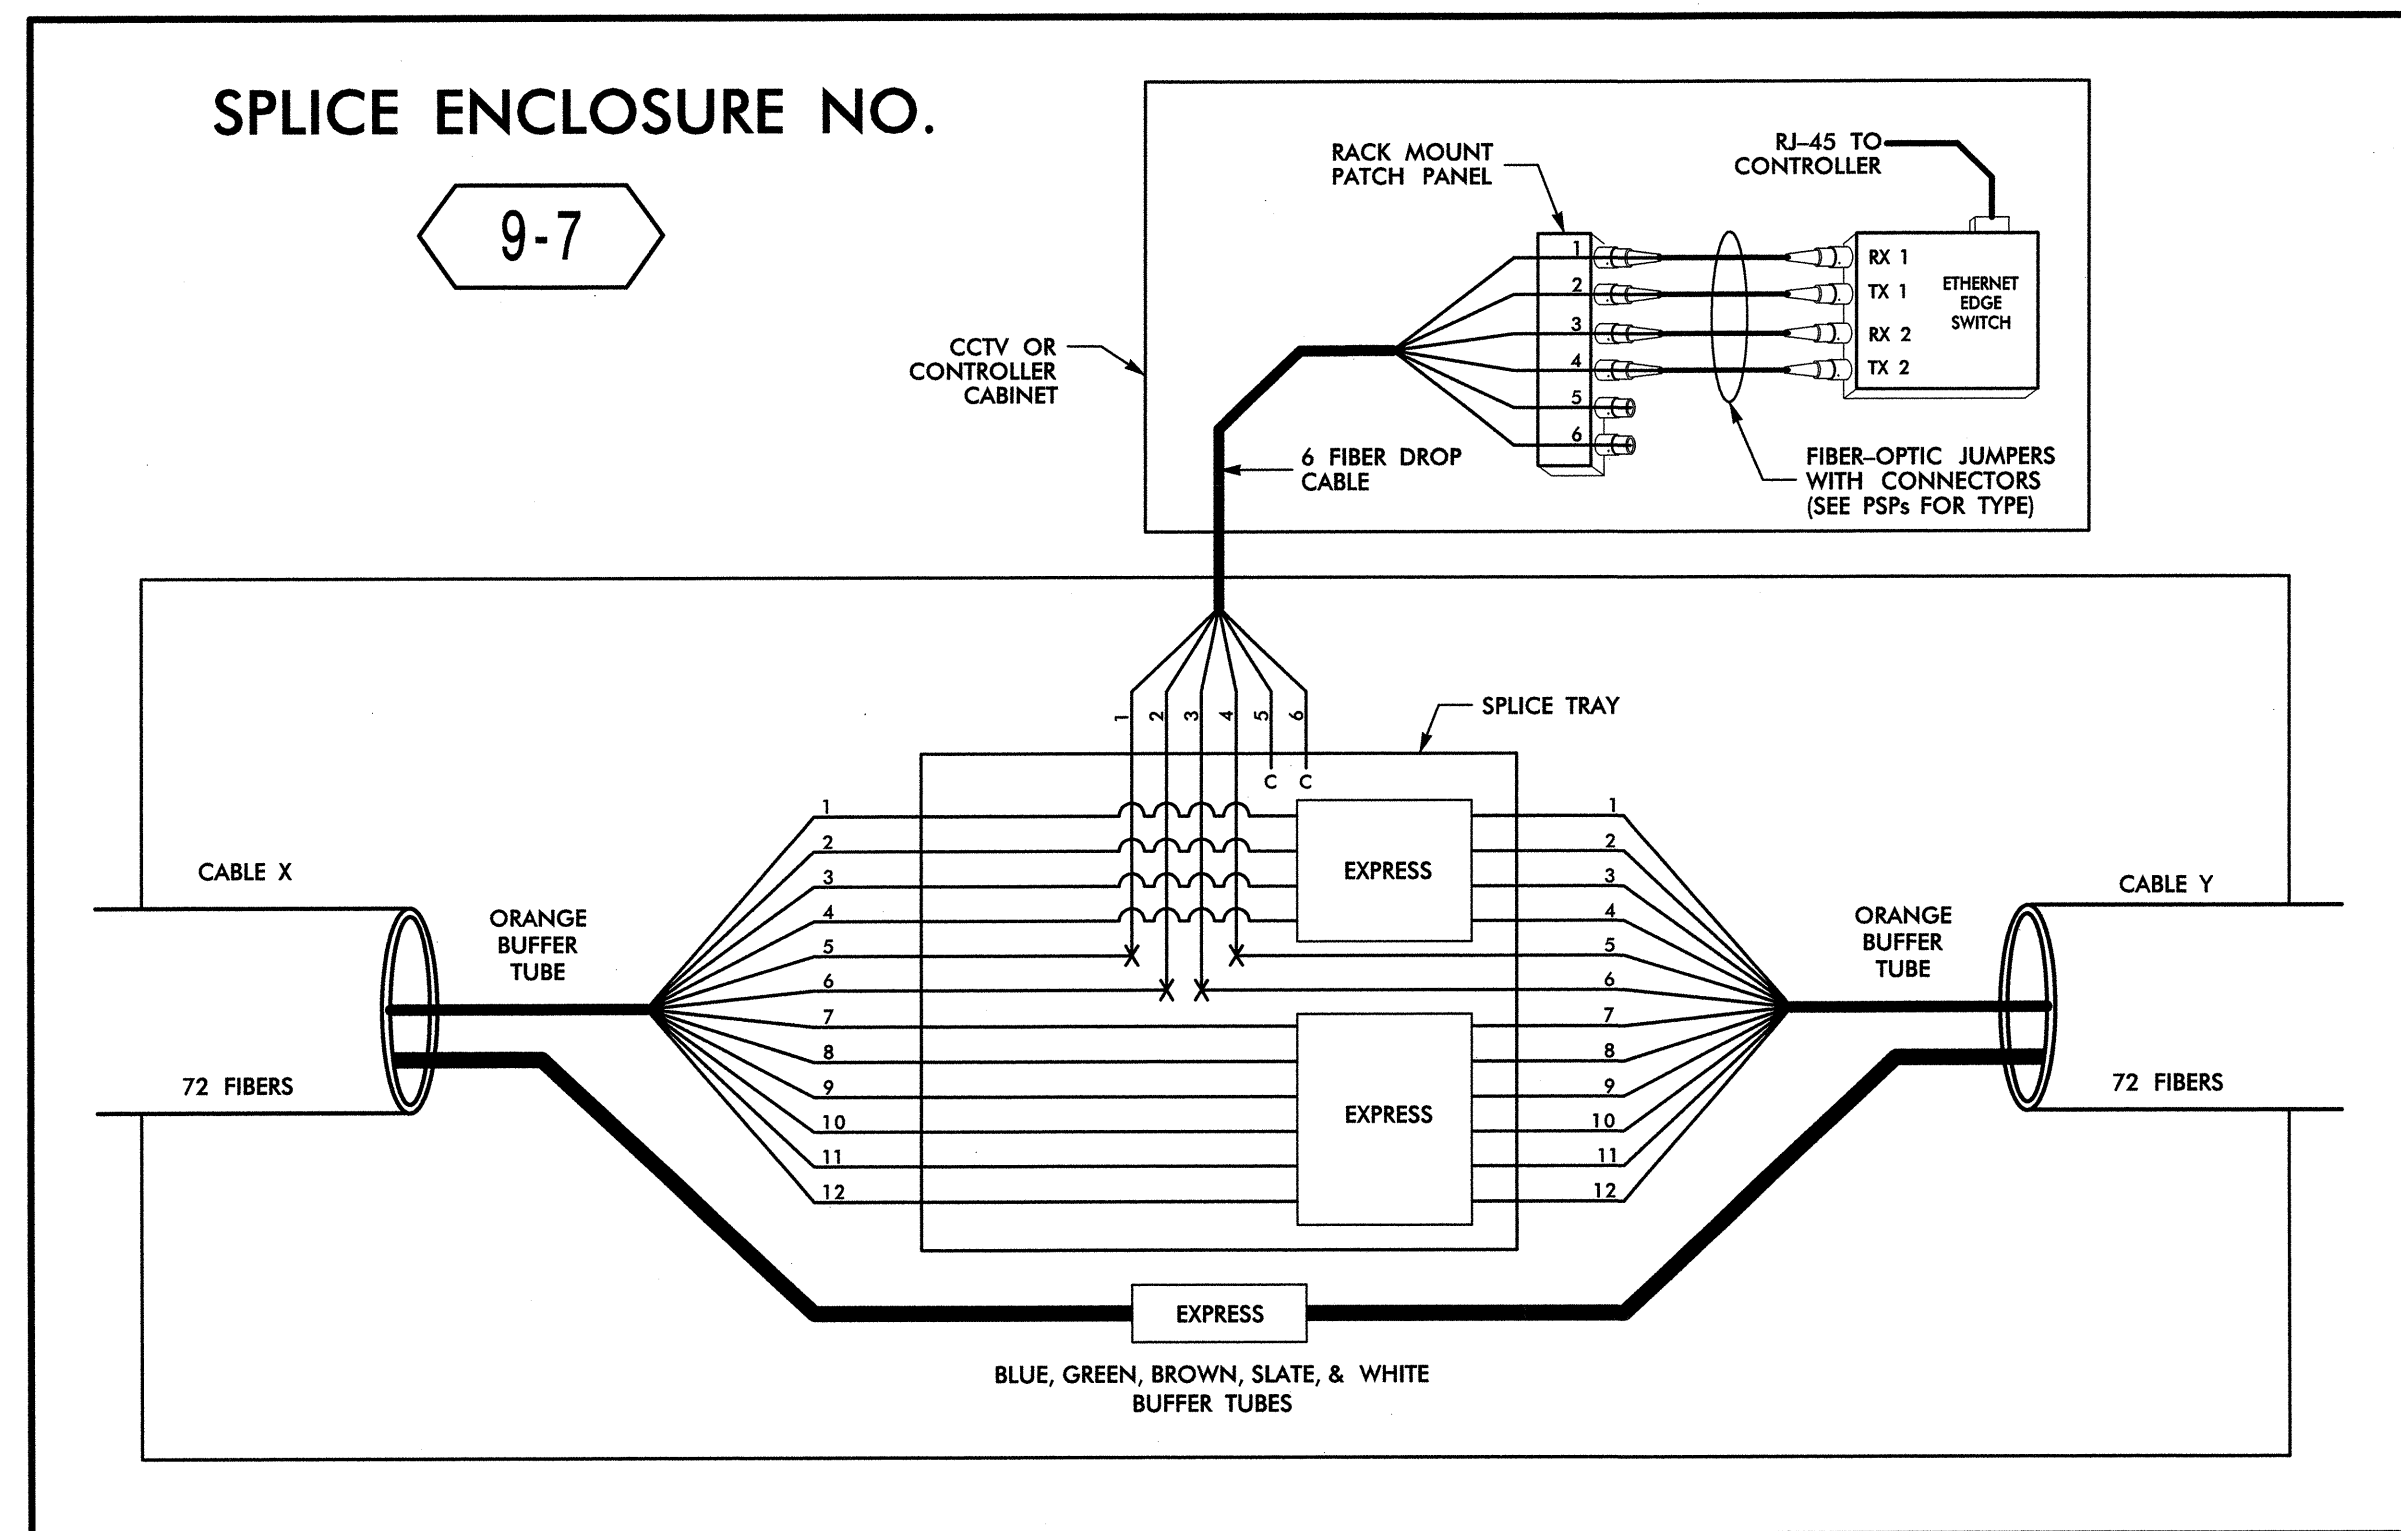 SPLICE ENCLOSURE NO.
9-7
RACK MOUNT
PATCH PANEL
RJ-45 TO
CONTROLLER
1
2
3
4
5
6
RX 1
TX 1
RX 2
TX 2
ETHERNET
EDGE
SWITCH
CCTV OR
CONTROLLER
CABINET
6 FIBER DROP
CABLE
FIBER-OPTIC JUMPERS
WITH CONNECTORS
(SEE PSPs FOR TYPE)
1 2 3 4 5 6
SPLICE TRAY
C C
CABLE X
72 FIBERS
ORANGE
BUFFER
TUBE
1
2
3
4
5
6
7
8
9
10
11
12
X X
X X
EXPRESS
EXPRESS
1
2
3
4
5
6
7
8
9
10
11
12
ORANGE
BUFFER
TUBE
CABLE Y
72 FIBERS
EXPRESS
BLUE, GREEN, BROWN, SLATE, & WHITE
BUFFER TUBES